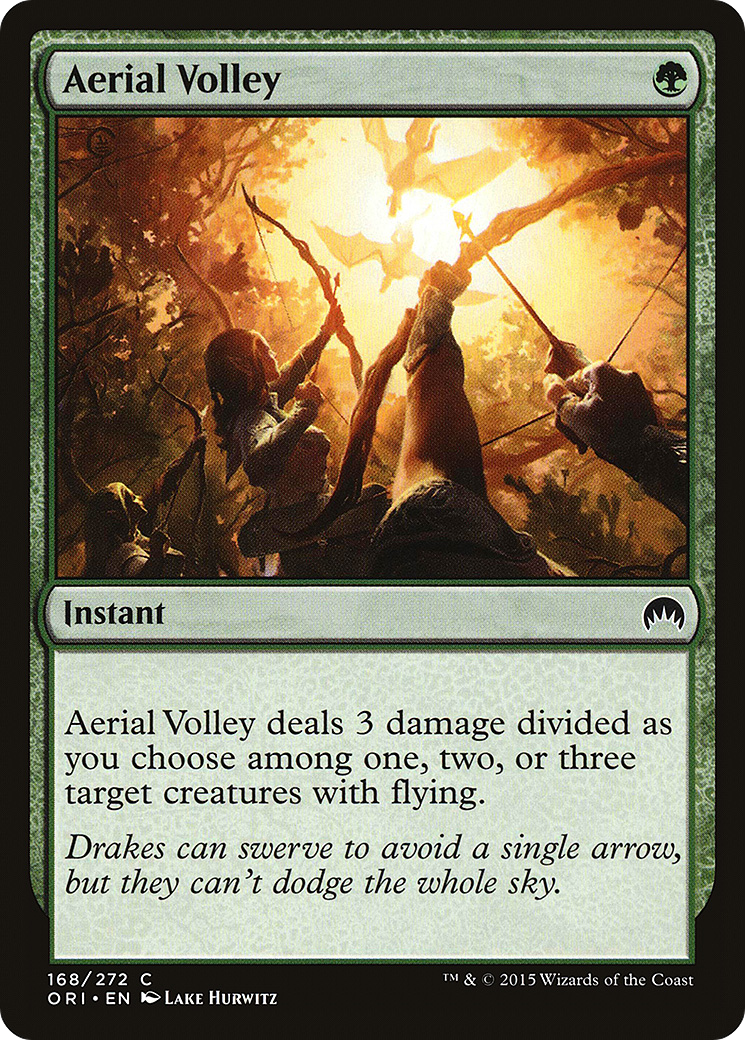 Aerial Volley
Instant
Aerial Volley deals 3 damage divided as
you choose among one, two, or three
target creatures with flying.
Drakes can swerve to avoid a single arrow,
but they can't dodge the whole sky.
168/272 C
ORI • EN Lake Hurwitz
™ & © 2015 Wizards of the Coast